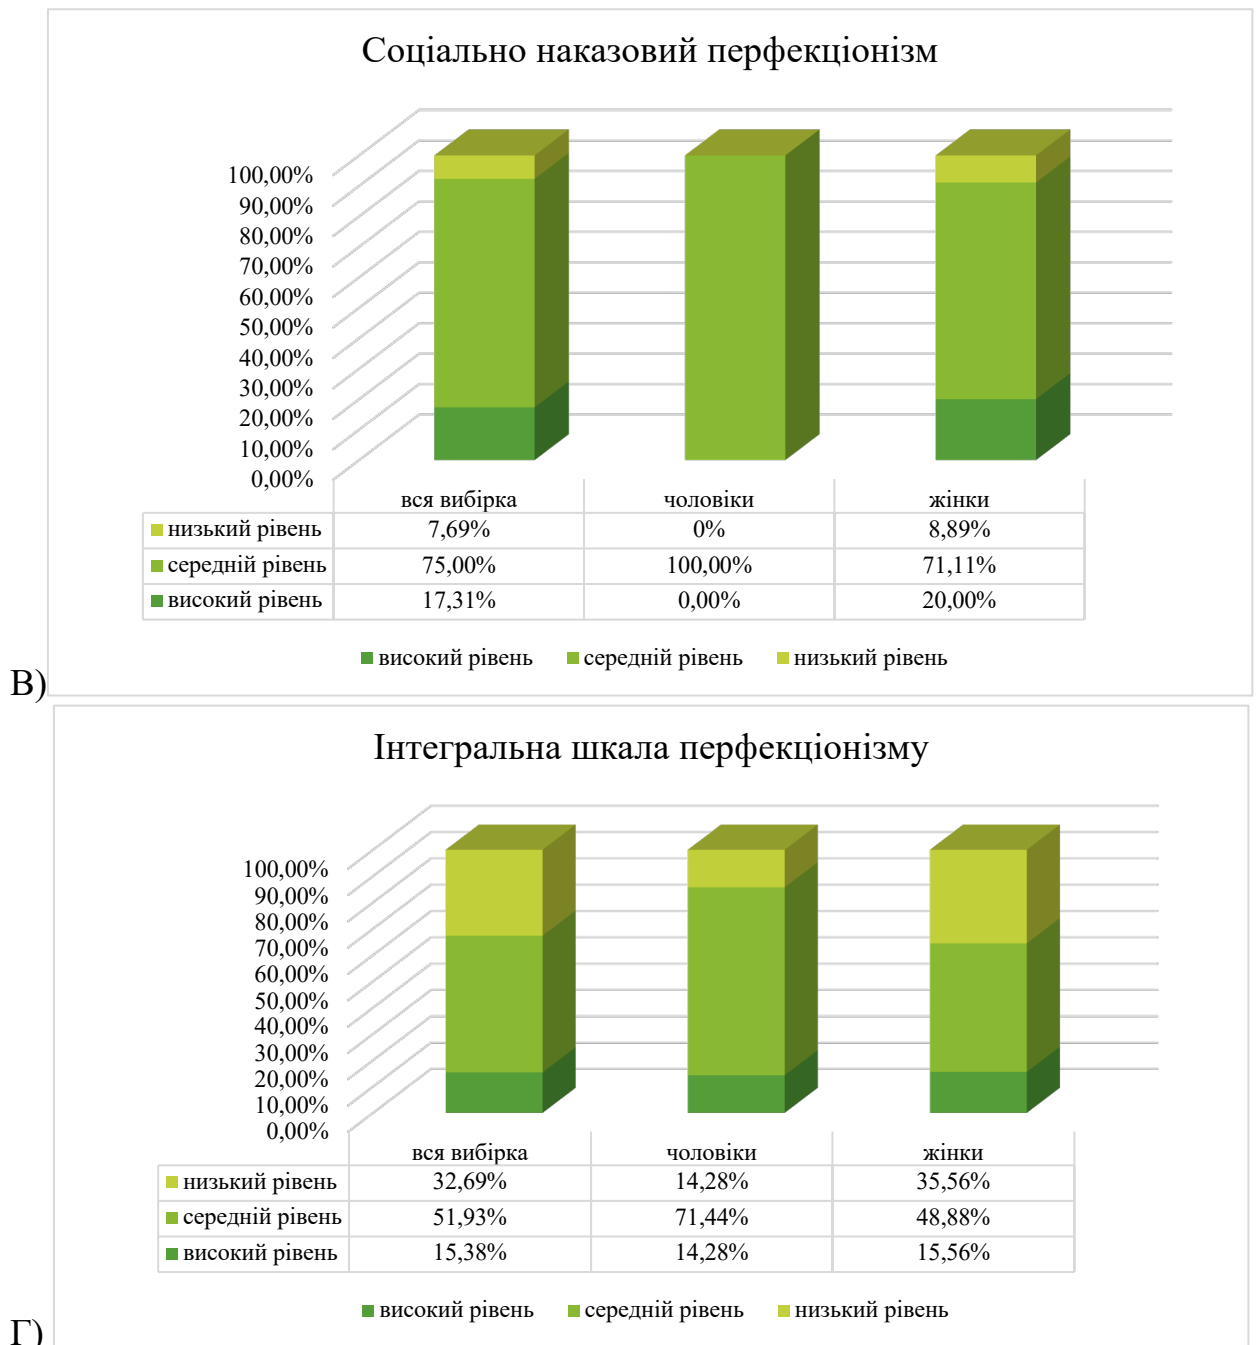 Соціально наказовий перфекціонізм
100,00%
90,00%
80,00%
70,00%
60,00%
50,00%
40,00%
30,00%
20,00%
10,00%
0,00%
вся вибірка чоловіки жінки
низький рівень 7,69% 0% 8,89%
середній рівень 75,00% 100,00% 71,11%
високий рівень 17,31% 0,00% 20,00%
високий рівень середній рівень низький рівень
В)
Інтегральна шкала перфекціонізму
100,00%
90,00%
80,00%
70,00%
60,00%
50,00%
40,00%
30,00%
20,00%
10,00%
0,00%
вся вибірка чоловіки жінки
низький рівень 32,69% 14,28% 35,56%
середній рівень 51,93% 71,44% 48,88%
високий рівень 15,38% 14,28% 15,56%
високий рівень середній рівень низький рівень
Г)